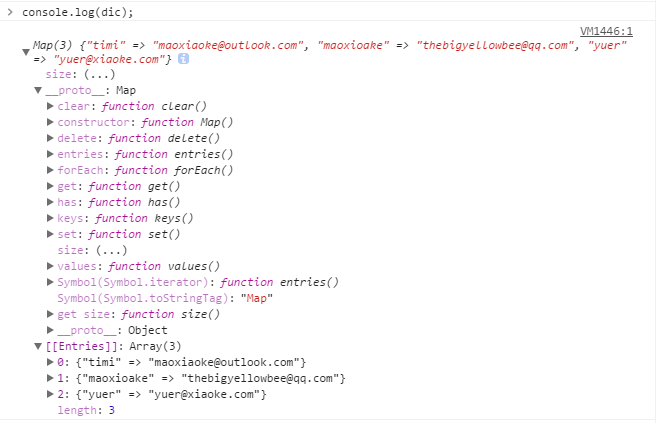 > console.log(dic);
VM1446:1
▼ Map(3) {"timi" => "maoxiaoke@outlook.com", "maoxioake" => "thebigyellowbee@qq.com", "yuer"
=> "yuer@xiaoke.com"} i
size: (...)
▼ __proto__: Map
▶ clear: function clear()
▶ constructor: function Map()
▶ delete: function delete()
▶ entries: function entries()
▶ forEach: function forEach()
▶ get: function get()
▶ has: function has()
▶ keys: function keys()
▶ set: function set()
size: (...)
▶ values: function values()
▶ Symbol(Symbol.iterator): function entries()
Symbol(Symbol.toStringTag): "Map"
▶ get size: function size()
▶ __proto__: Object
▼ [[Entries]]: Array(3)
▶ 0: {"timi" => "maoxiaoke@outlook.com"}
▶ 1: {"maoxioake" => "thebigyellowbee@qq.com"}
▶ 2: {"yuer" => "yuer@xiaoke.com"}
length: 3